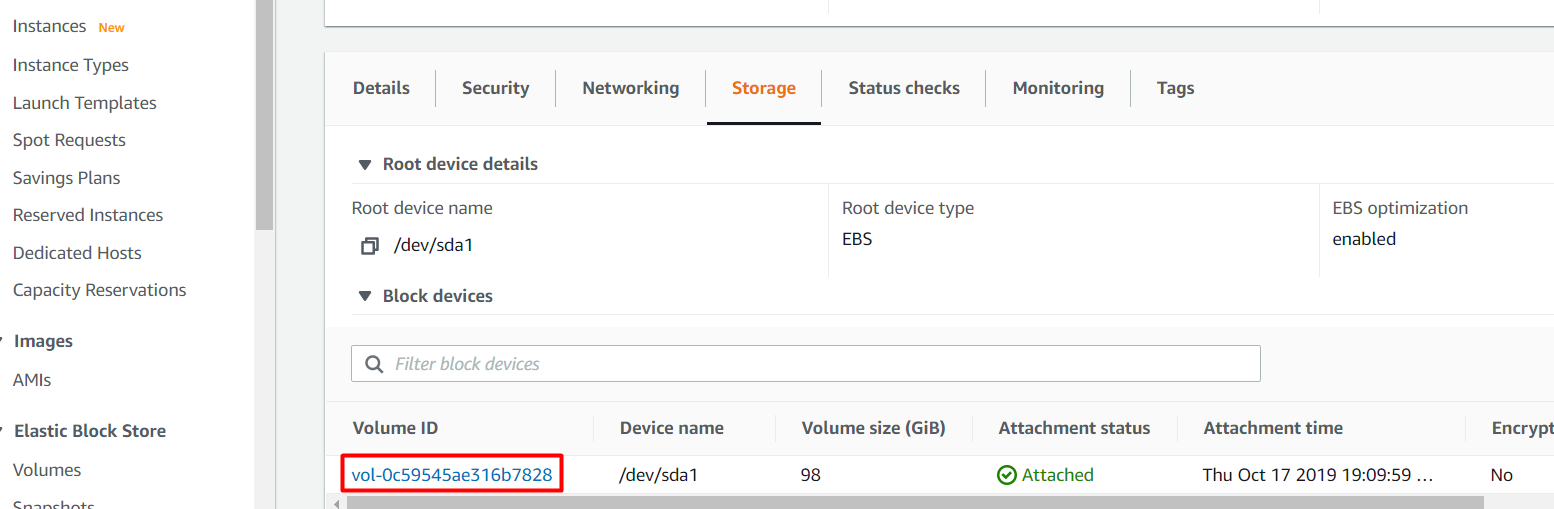 Instances New
Instance Types
Launch Templates
Spot Requests
Savings Plans
Reserved Instances
Dedicated Hosts
Capacity Reservations
Images
AMIs
Elastic Block Store
Volumes
Snapshots
Details Security Networking Storage Status checks Monitoring Tags
Root device details
Root device name Root device type EBS optimization
/dev/sda1 EBS enabled
Block devices
Filter block devices
Volume ID Device name Volume size (GiB) Attachment status Attachment time Encrypt
vol-0c59545ae316b7828 /dev/sda1 98 Attached Thu Oct 17 2019 19:09:59 ... No